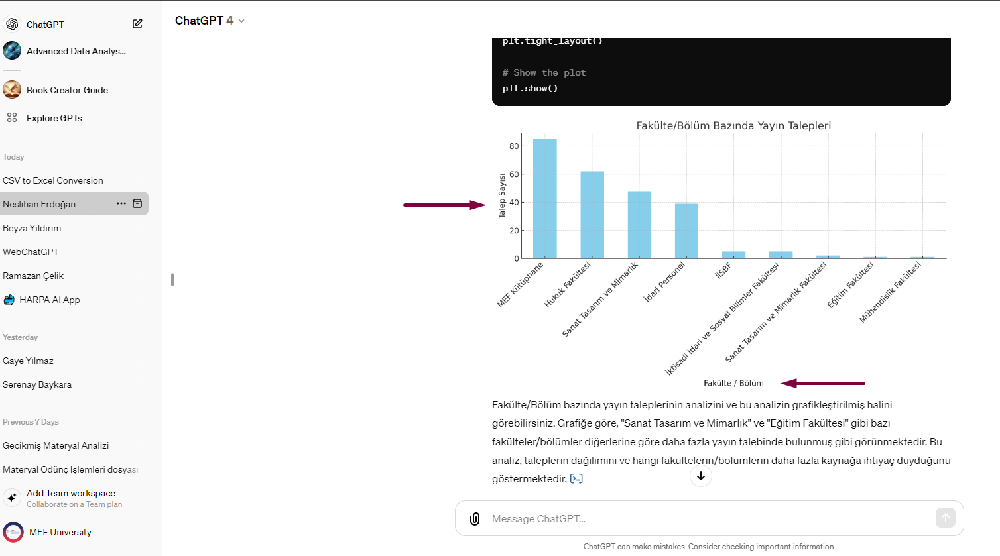 ChatGPT
Advanced Data Analys...
Book Creator Guide
Explore GPTs
Today
CSV to Excel Conversion
Neslihan Erdoğan
Beyza Yıldırım
WebChatGPT
Ramazan Çelik
HARPA AI App
Yesterday
Gaye Yılmaz
Serenay Baykara
Previous 7 Days
Gecikmiş Materyal Analizi
Materyal Ödünç İşlemleri dosyası
Add Team workspace
Collaborate on a Team plan
MEF University
ChatGPT 4
plt.tight_layout()
# Show the plot
plt.show()
Fakülte/Bölüm Bazında Yayın Talepleri
Talep Sayısı
80
60
40
20
0
MEF Kütüphane
Hukuk Fakültesi
Sanat Tasarım ve Mimarlık
İdari Personel
İİSBF
İktisadi İdari ve Sosyal Bilimler Fakültesi
Sanat Tasarım ve Mimarlık Fakültesi
Eğitim Fakültesi
Mühendislik Fakültesi
Fakülte / Bölüm
Fakülte/Bölüm bazında yayın taleplerinin analizini ve bu analizin grafikleştirilmiş halini
görebilirsiniz. Grafiğe göre, "Sanat Tasarım ve Mimarlık" ve "Eğitim Fakültesi" gibi bazı
fakülteler/bölümler diğerlerine göre daha fazla yayın talebinde bulunmuş gibi görünmektedir. Bu
analiz, taleplerin dağılımını ve hangi fakültelerin/bölümlerin daha fazla kaynağa ihtiyaç duyduğunu
göstermektedir. [>-]
Message ChatGPT...
ChatGPT can make mistakes. Consider checking important information.